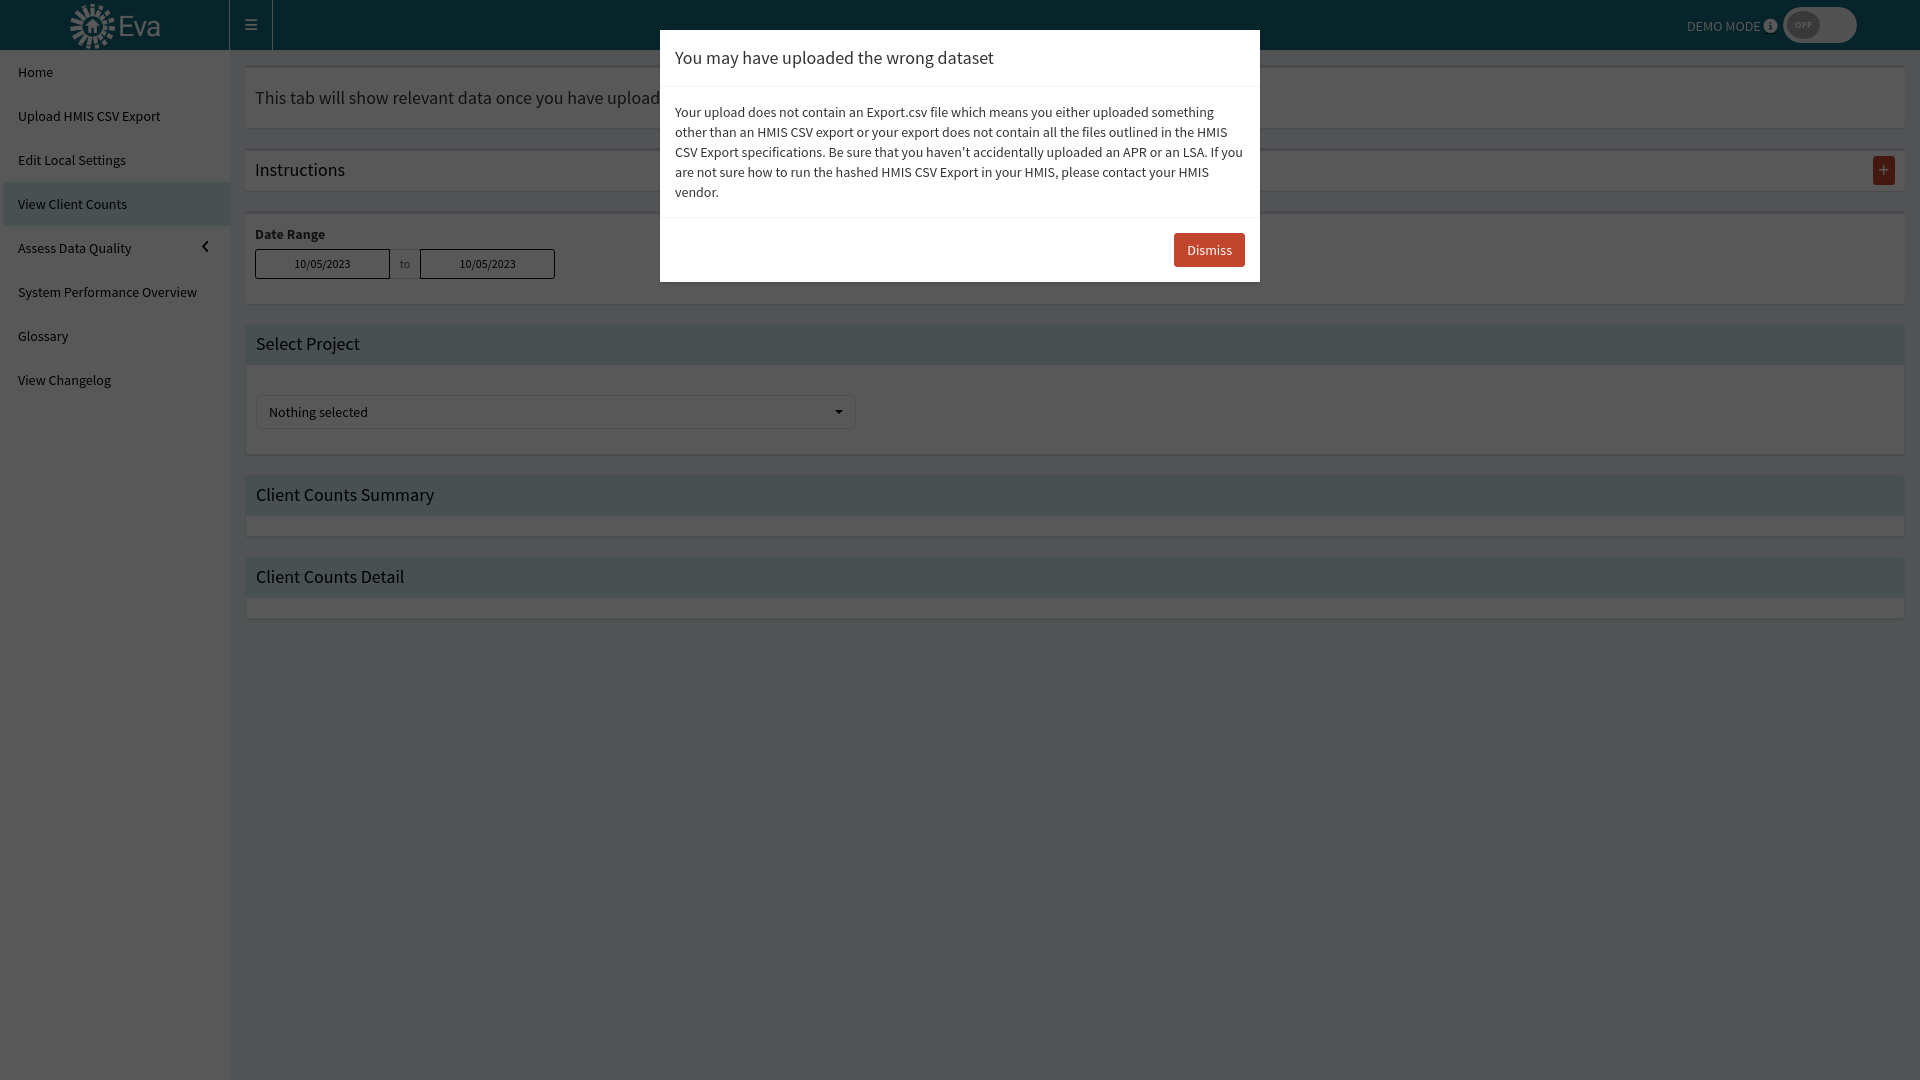 Eva
DEMO MODE
OFF
Home
Upload HMIS CSV Export
Edit Local Settings
View Client Counts
Assess Data Quality
System Performance Overview
Glossary
View Changelog
You may have uploaded the wrong dataset
Your upload does not contain an Export.csv file which means you either uploaded something
other than an HMIS CSV export or your export does not contain all the files outlined in the HMIS
CSV Export specifications. Be sure that you haven't accidentally uploaded an APR or an LSA. If you
are not sure how to run the hashed HMIS CSV Export in your HMIS, please contact your HMIS
vendor.
Dismiss
This tab will show relevant data once you have upload
Instructions
Date Range
10/05/2023 to 10/05/2023
Select Project
Nothing selected
Client Counts Summary
Client Counts Detail